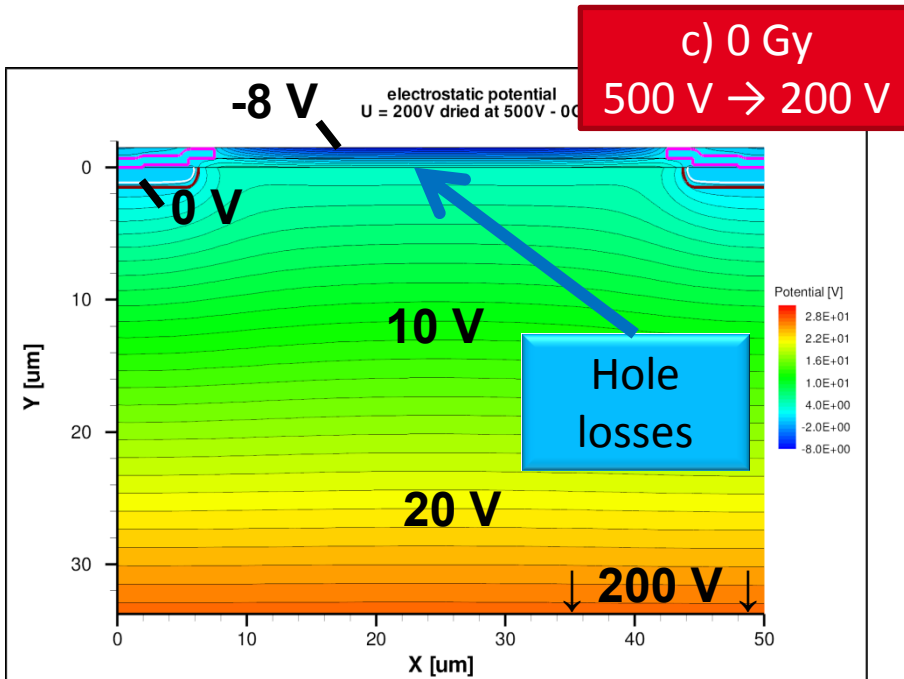 c) 0 Gy
500 V → 200 V
electrostatic potential
U = 200V dried at 500V - 0
-8 V
0 V
10 V
20 V
↓ 200 V ↓
Hole
losses
Potential [V]
2.8E+01
2.2E+01
1.6E+01
1.0E+01
4.0E+00
-2.0E+00
-8.0E+00
Y [um]
0
10
20
30
0
10
20
30
40
50
X [um]